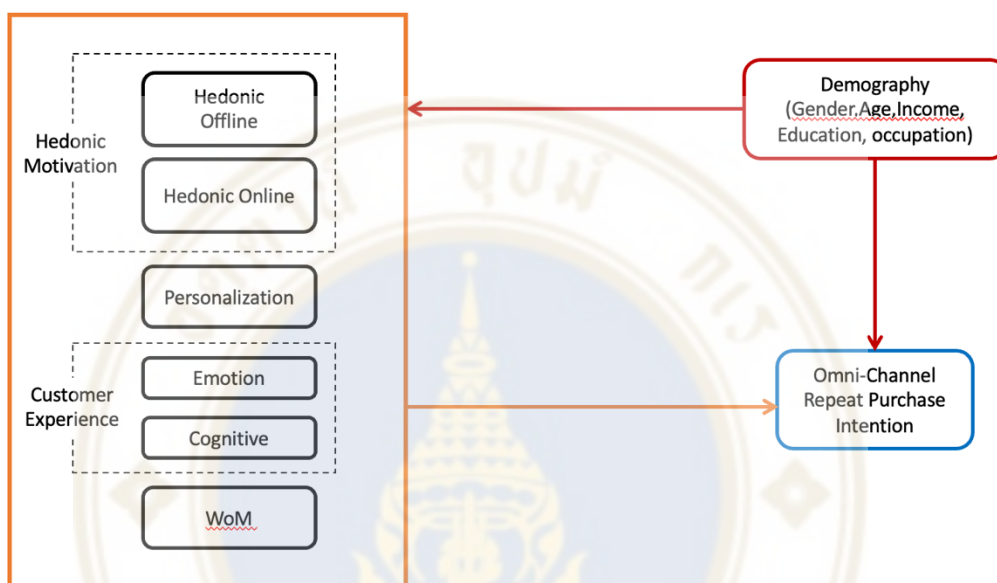 Hedonic
Motivation
Hedonic
Offline
Hedonic Online
Personalization
Customer
Experience
Emotion
Cognitive
WoM
Demography
(Gender,Age,Income,
Education, occupation)
Omni-Channel
Repeat Purchase
Intention